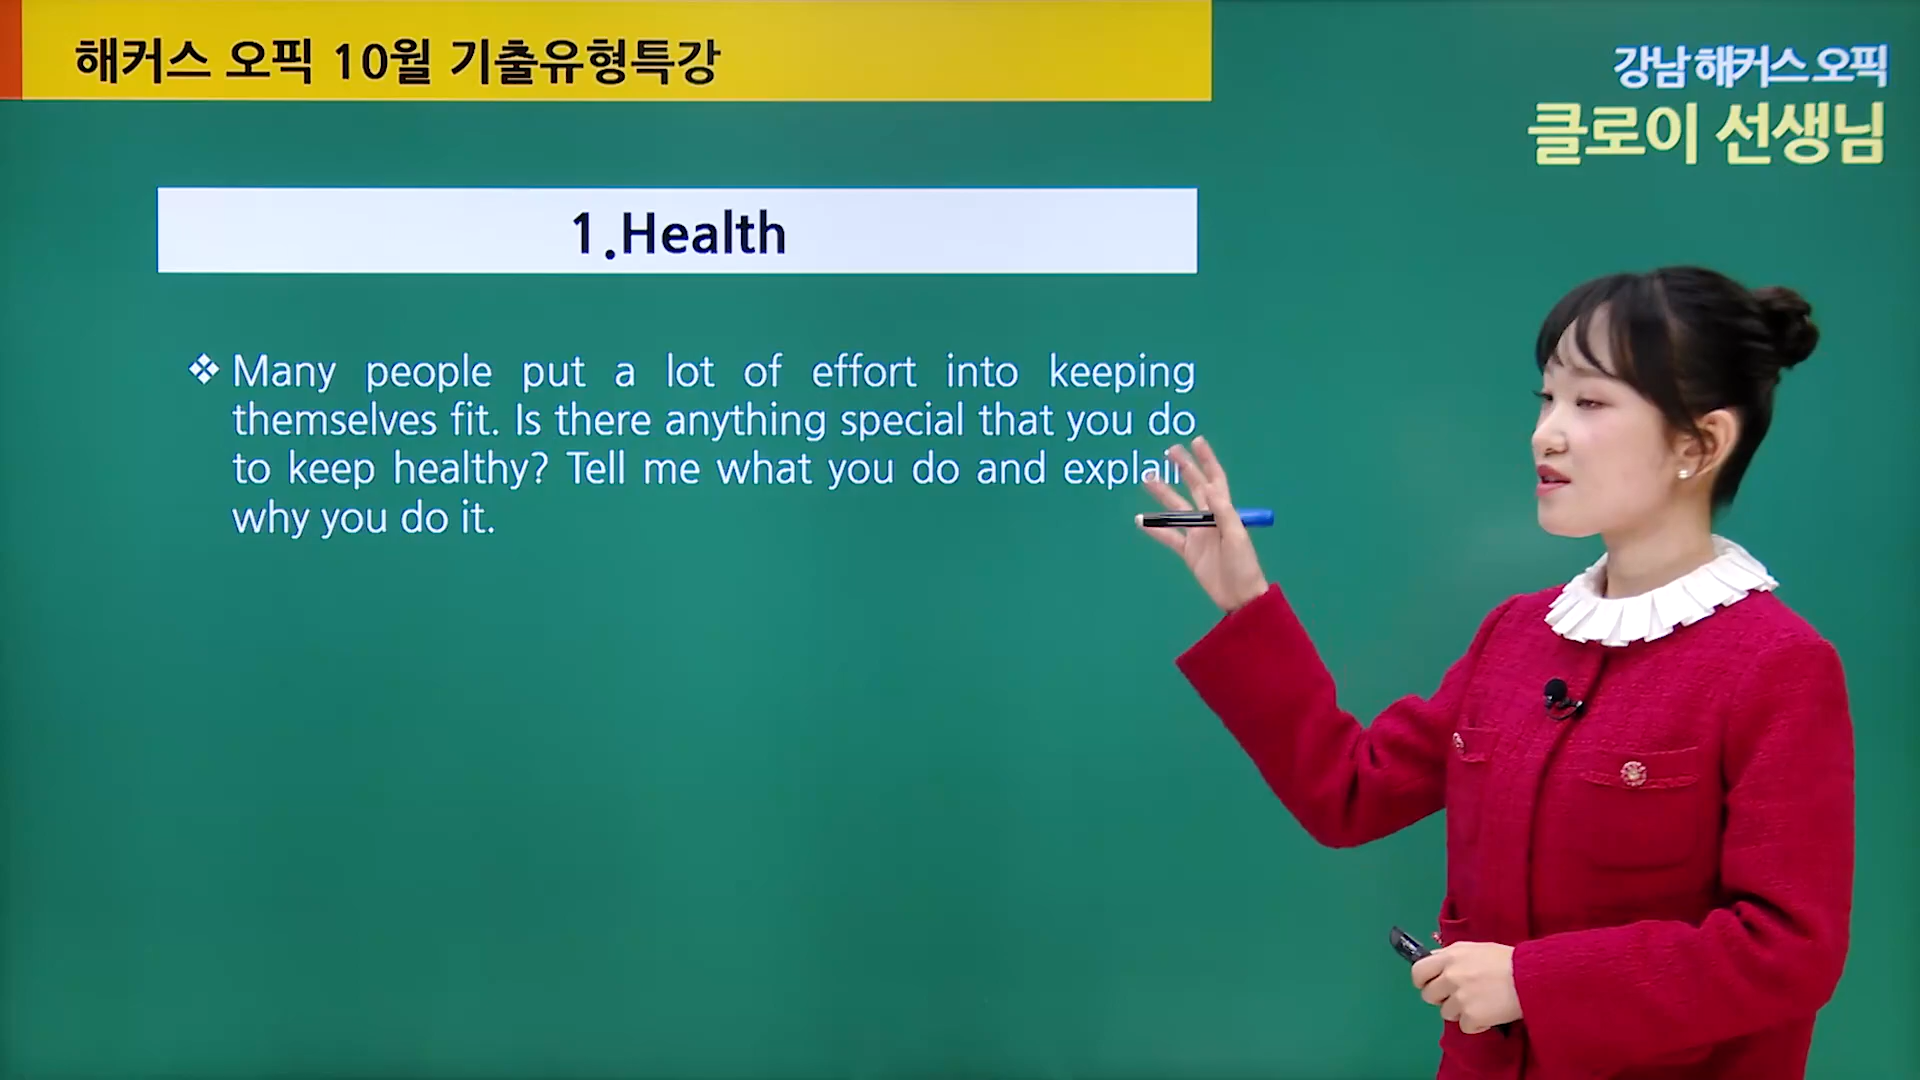 해커스 오픽 10월 기출유형특강
강남 해커스 오픽
클로이 선생님
1.Health
❖ Many people put a lot of effort into keeping
themselves fit. Is there anything special that you do
to keep healthy? Tell me what you do and explain
why you do it.